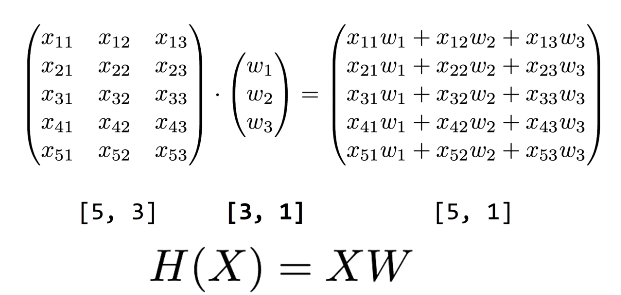 x₁₁ x₁₂ x₁₃ x₁₁w₁ + x₁₂w₂ + x₁₃w₃
x₂₁ x₂₂ x₂₃ w₁ x₂₁w₁ + x₂₂w₂ + x₂₃w₃
x₃₁ x₃₂ x₃₃ · w₂ = x₃₁w₁ + x₃₂w₂ + x₃₃w₃
x₄₁ x₄₂ x₄₃ w₃ x₄₁w₁ + x₄₂w₂ + x₄₃w₃
x₅₁ x₅₂ x₅₃ x₅₁w₁ + x₅₂w₂ + x₅₃w₃
[5, 3] [3, 1] [5, 1]
H(X) = XW